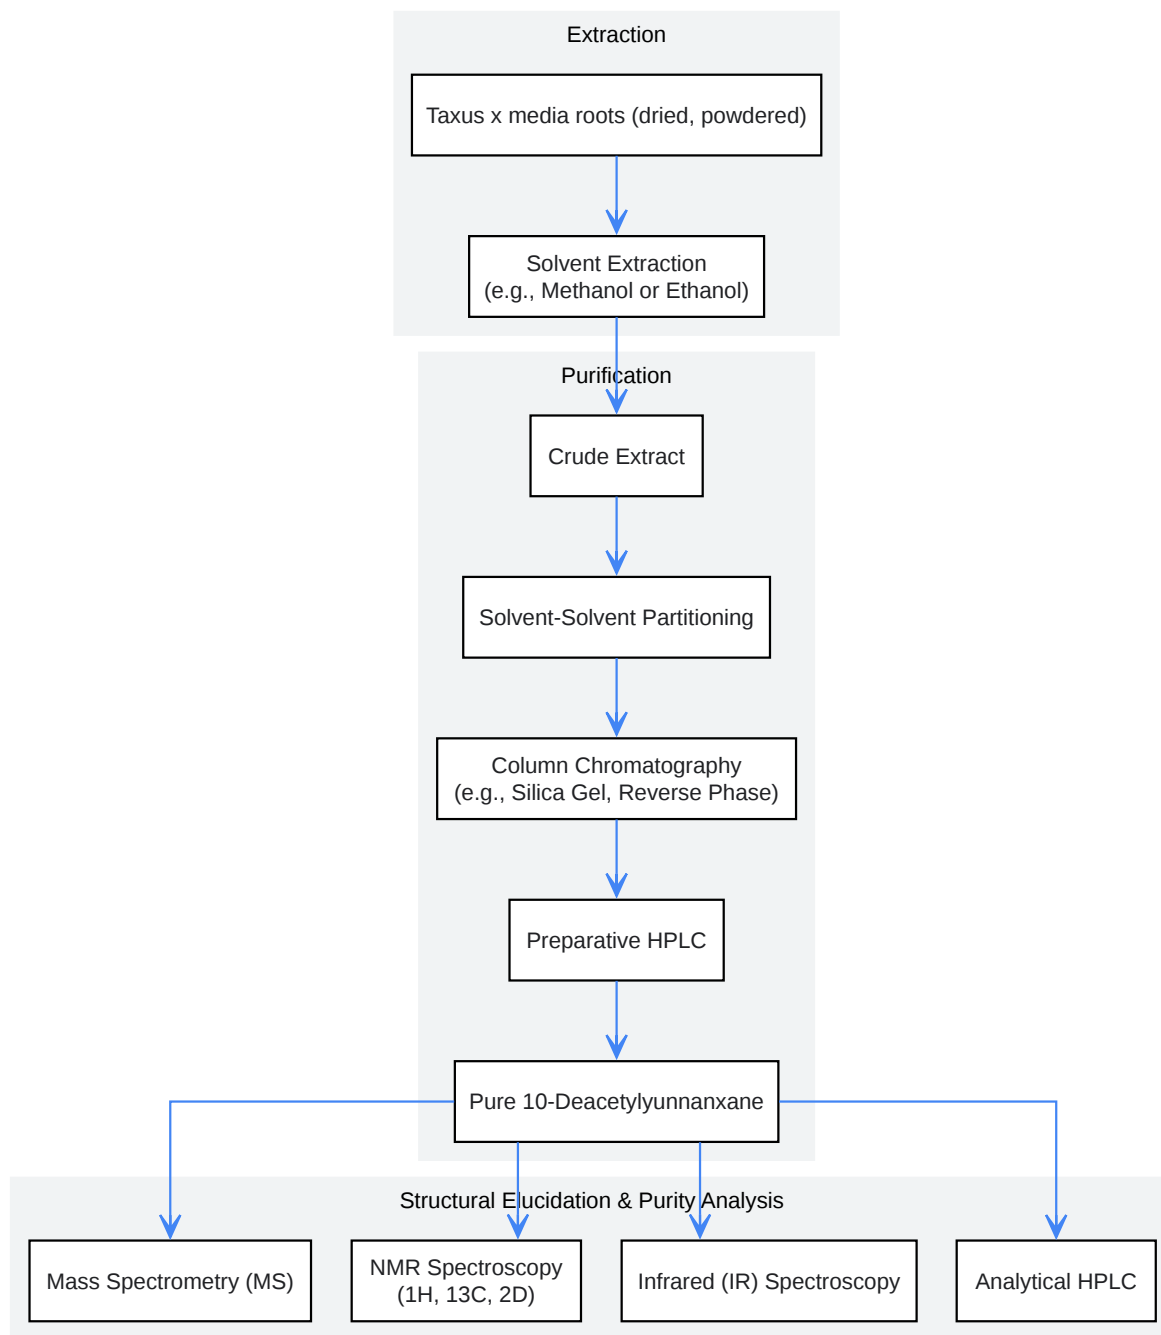 Extraction
Taxus x media roots (dried, powdered)
Solvent Extraction
(e.g., Methanol or Ethanol)
Purification
Crude Extract
Solvent-Solvent Partitioning
Column Chromatography
(e.g., Silica Gel, Reverse Phase)
Preparative HPLC
Pure 10-Deacetylyunnanxane
Structural Elucidation & Purity Analysis
Mass Spectrometry (MS)
NMR Spectroscopy
(1H, 13C, 2D)
Infrared (IR) Spectroscopy
Analytical HPLC